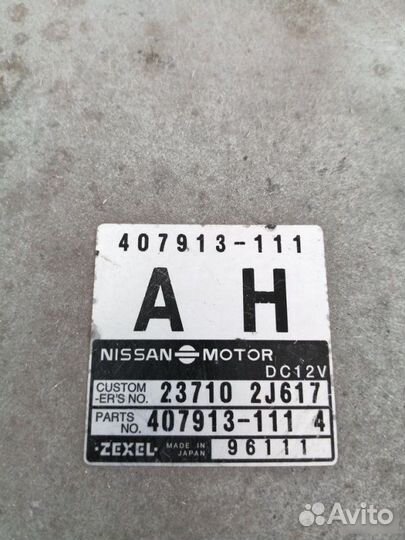 407913-111
A H
NISSAN MOTOR
DC12V
CUSTOM -ER'S NO. 23710 2J617
PARTS NO. 407913-111 4
·ZEXEL· MADE IN JAPAN 96111
Avito